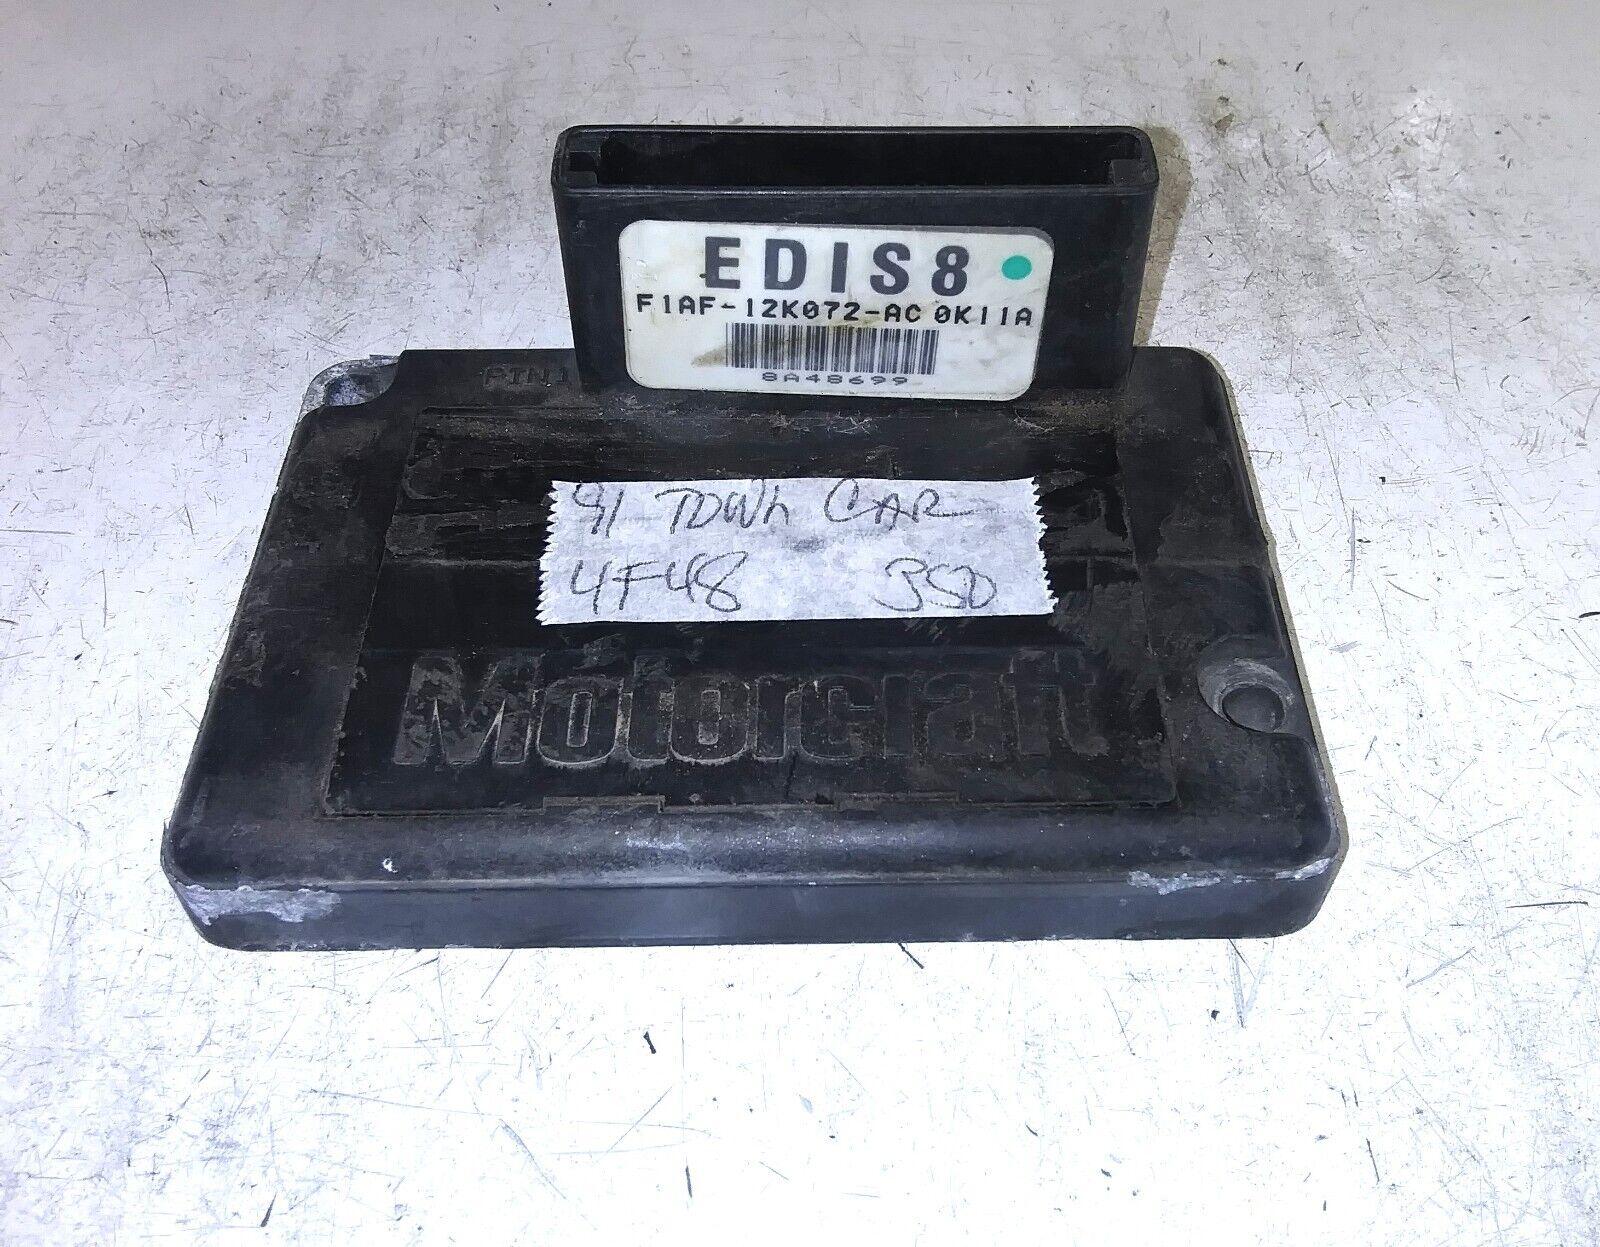 EDIS8
F1AF-12K072-AC 0K11A
8A48699
PIN1
91 TOWN CAR
4F48 350
Motorcraft